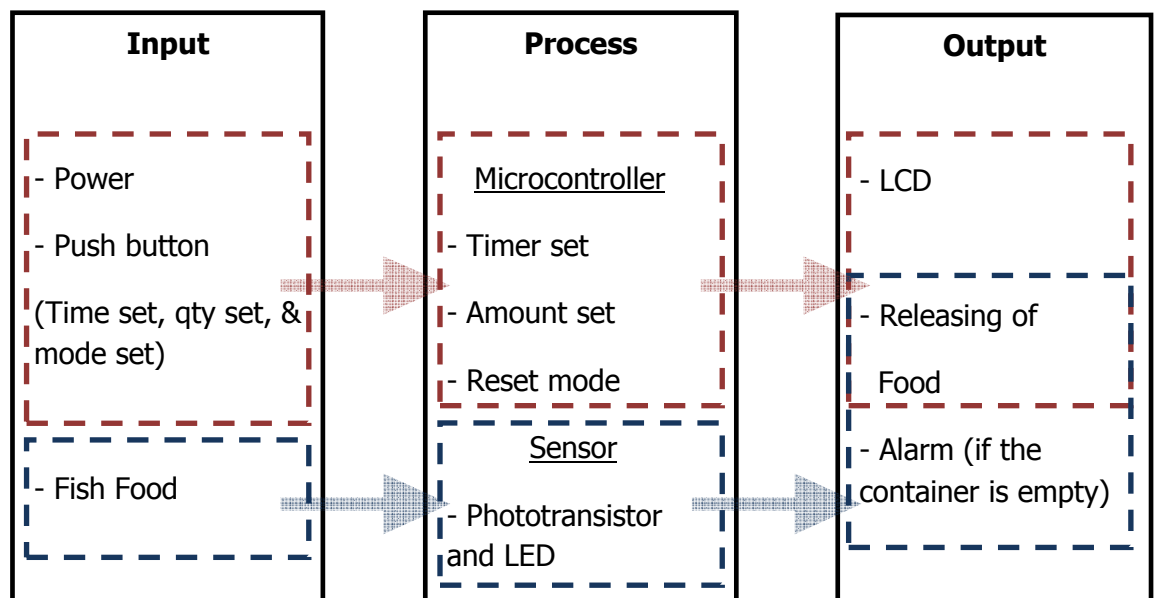 Input
- Power
- Push button
(Time set, qty set, &
mode set)
- Fish Food
Process
Microcontroller
- Timer set
- Amount set
- Reset mode
Sensor
- Phototransistor
and LED
Output
- LCD
- Releasing of
Food
- Alarm (if the
container is empty)